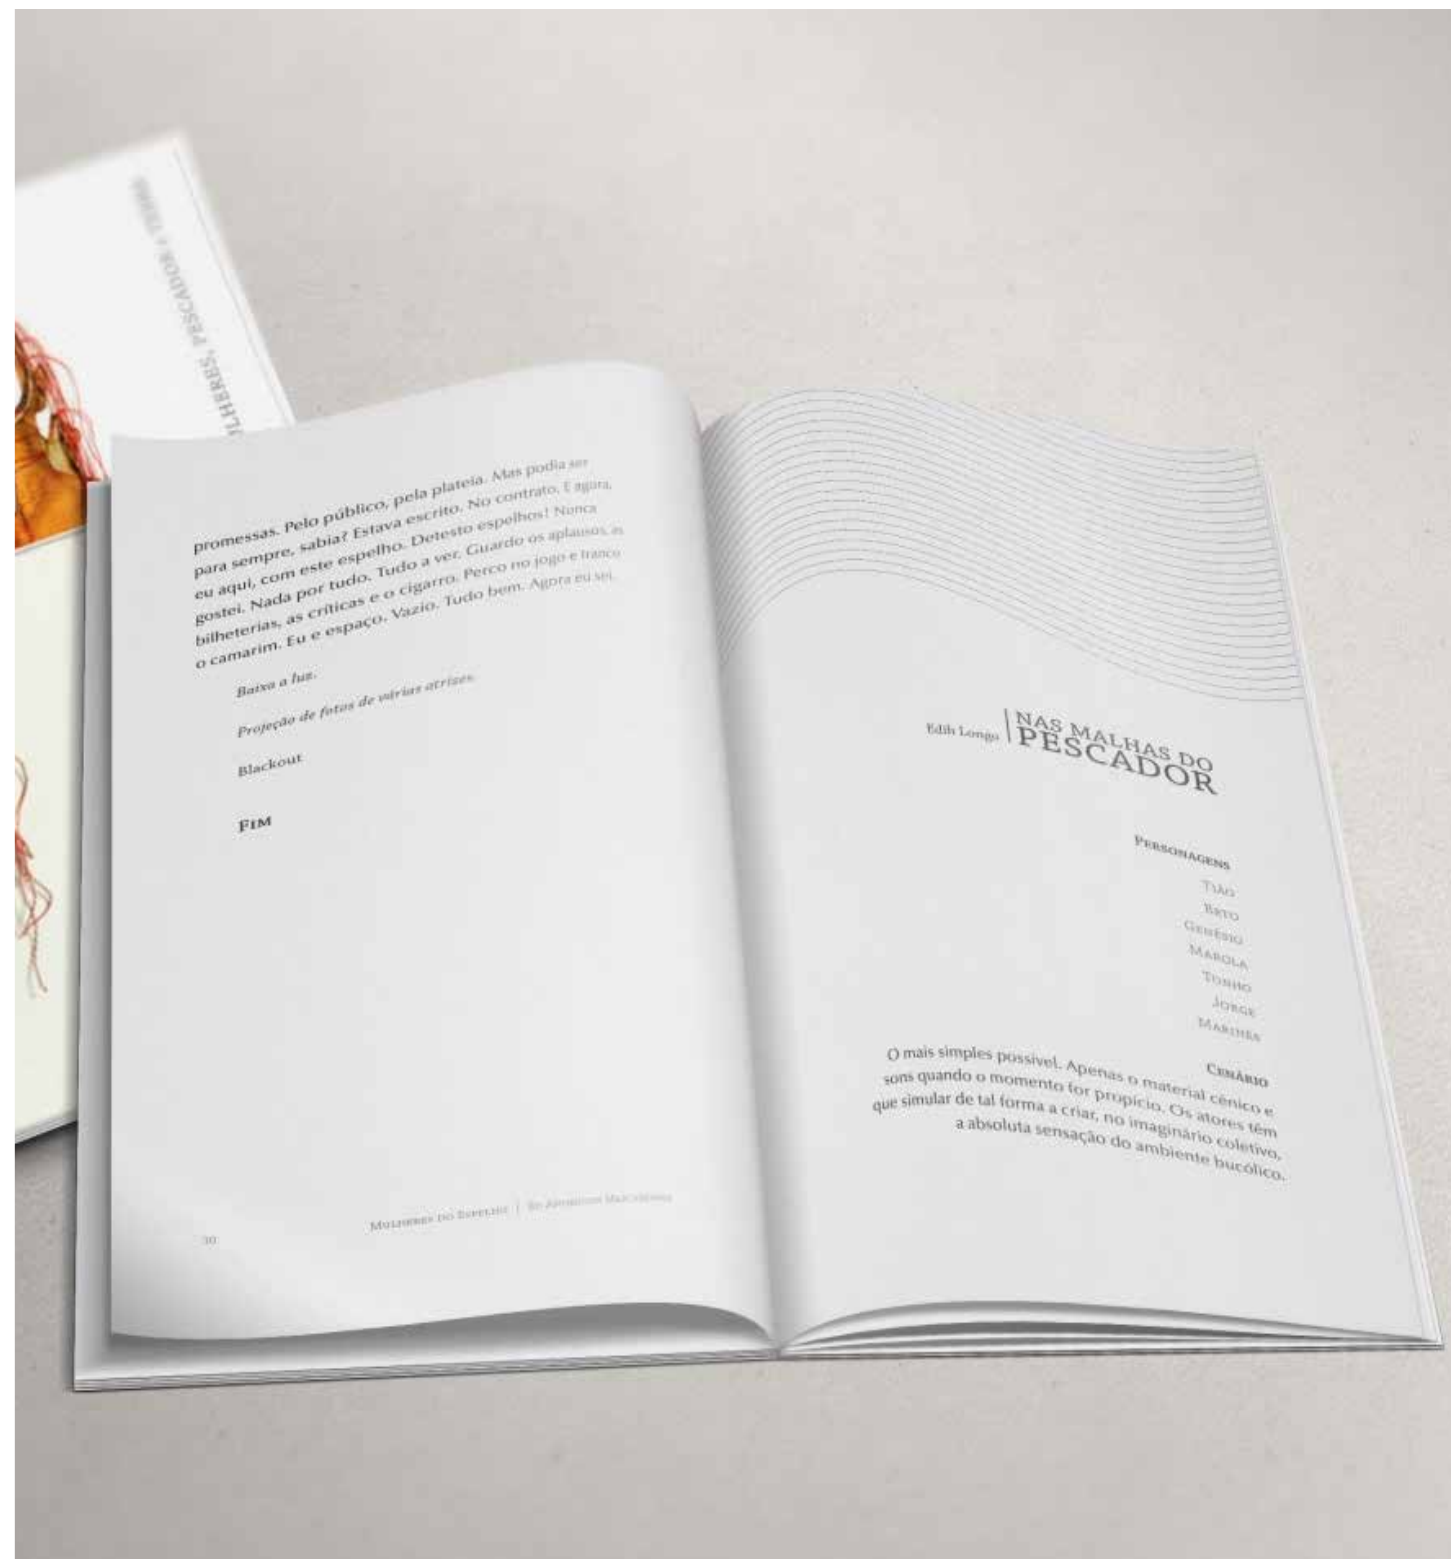 MULHERES, PESCADOR E TERRA
promessas. Pelo público, pela plateia. Mas podia ser
para sempre, sabia? Estava escrito. No contrato. E agora,
eu aqui, com este espelho. Detesto espelhos! Nunca
gostei. Nada por tudo. Tudo a ver. Guardo os aplausos, as
bilheterias, as críticas e o cigarro. Perco no jogo e tranco
o camarim. Eu e espaço. Vazio. Tudo bem. Agora eu sei.
Baixa a luz.
Projeção de fotos de várias atrizes.
Blackout
FIM
30
MULHERES DO ESPELHO |
Edih Longo
NAS MALHAS DO
PESCADOR
PERSONAGENS
TIÃO
BETO
GENÉSIO
MAROLA
TONHO
JORGE
MARINÊS
CENÁRIO
O mais simples possível. Apenas o material cênico e
sons quando o momento for propício. Os atores têm
que simular de tal forma a criar, no imaginário coletivo,
a absoluta sensação do ambiente bucólico.